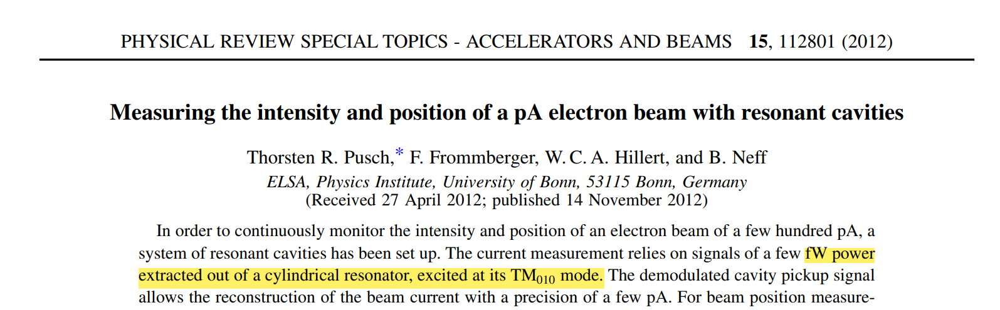 PHYSICAL REVIEW SPECIAL TOPICS - ACCELERATORS AND BEAMS 15, 112801 (2012)
Measuring the intensity and position of a pA electron beam with resonant cavities
Thorsten R. Pusch,* F. Frommberger, W. C. A. Hillert, and B. Neff
ELSA, Physics Institute, University of Bonn, 53115 Bonn, Germany
(Received 27 April 2012; published 14 November 2012)
In order to continuously monitor the intensity and position of an electron beam of a few hundred pA, a
system of resonant cavities has been set up. The current measurement relies on signals of a few fW power
extracted out of a cylindrical resonator, excited at its TM₀₁₀ mode. The demodulated cavity pickup signal
allows the reconstruction of the beam current with a precision of a few pA. For beam position measure-